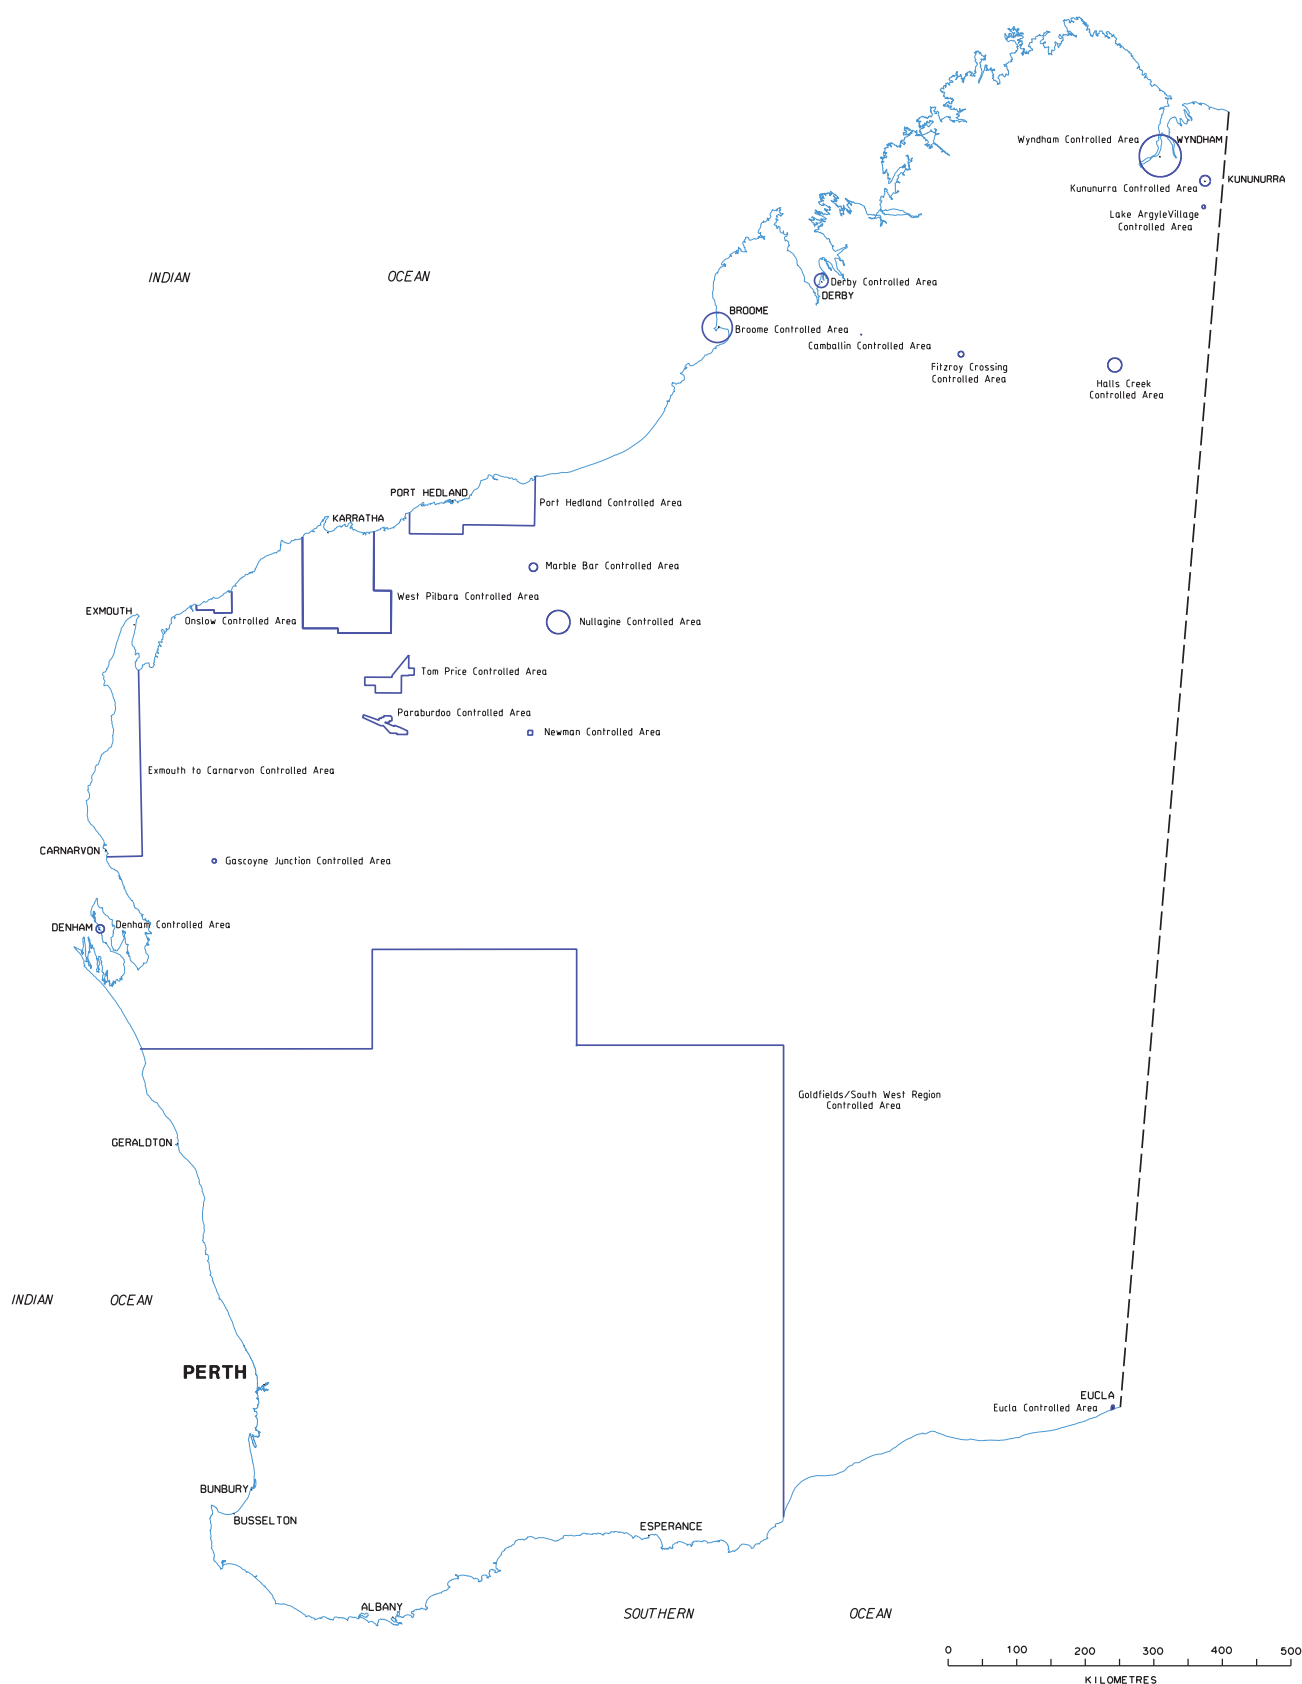 Wyndham Controlled Area
WYNDHAM
KUNUNURRA
Kununurra Controlled Area
Lake ArgyleVillage
Controlled Area
INDIAN OCEAN
Derby Controlled Area
DERBY
BROOME
Broome Controlled Area
Camballin Controlled Area
Fitzroy Crossing
Controlled Area
Halls Creek
Controlled Area
PORT HEDLAND
Port Hedland Controlled Area
KARRATHA
Marble Bar Controlled Area
West Pilbara Controlled Area
EXMOUTH
Onslow Controlled Area
Nullagine Controlled Area
Tom Price Controlled Area
Paraburdoo Controlled Area
Newman Controlled Area
Exmouth to Carnarvon Controlled Area
CARNARVON
Gascoyne Junction Controlled Area
DENHAM
Denham Controlled Area
Goldfields/South West Region
Controlled Area
GERALDTON
INDIAN OCEAN
PERTH
EUCLA
Eucla Controlled Area
BUNBURY
BUSSELTON
ESPERANCE
ALBANY
SOUTHERN OCEAN
0 100 200 300 400 500
KILOMETRES